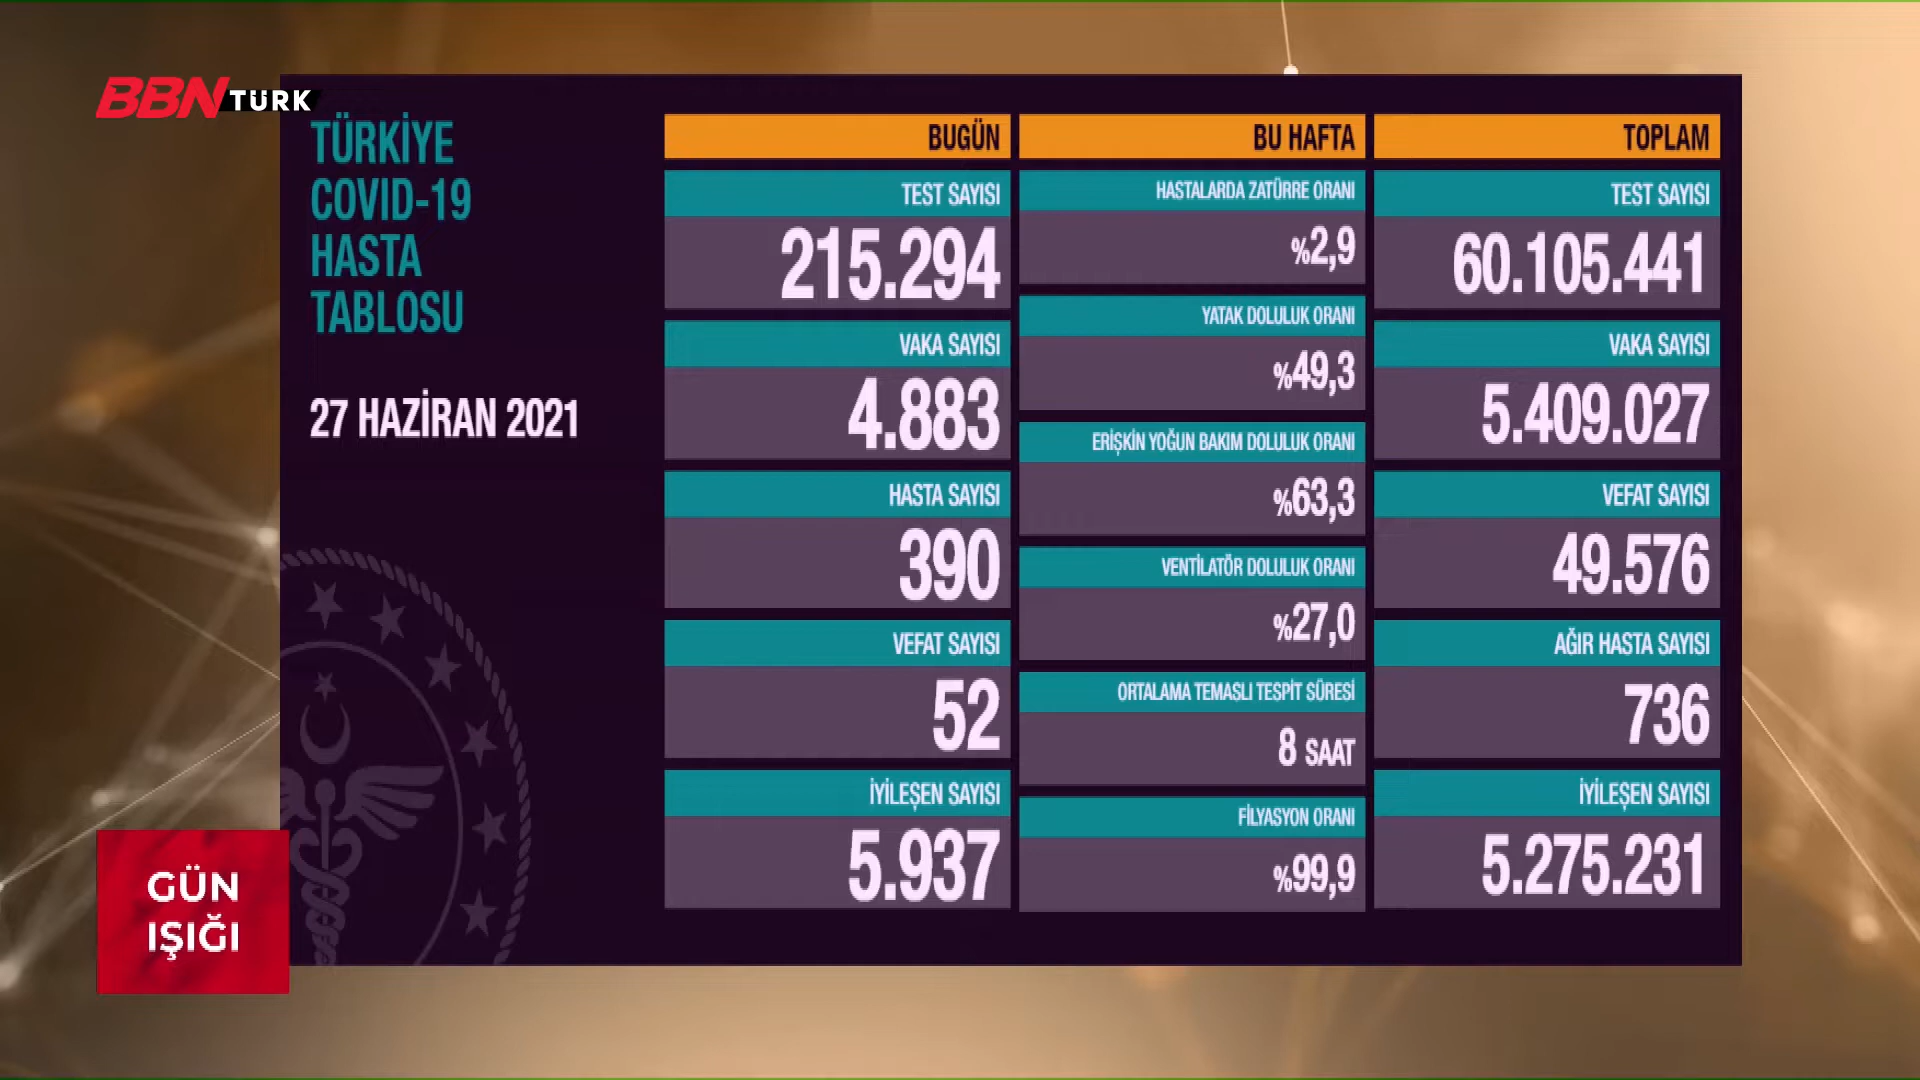 BBN TÜRK
TÜRKİYE
COVID-19
HASTA
TABLOSU
27 HAZİRAN 2021
BUGÜN
TEST SAYISI
215.294
VAKA SAYISI
4.883
HASTA SAYISI
390
VEFAT SAYISI
52
İYİLEŞEN SAYISI
5.937
BU HAFTA
HASTALARDA ZATÜRRE ORANI
%2,9
YATAK DOLULUK ORANI
%49,3
ERİŞKİN YOĞUN BAKIM DOLULUK ORANI
%63,3
VENTİLATÖR DOLULUK ORANI
%27,0
ORTALAMA TEMASLI TESPİT SÜRESİ
8 SAAT
FİLYASYON ORANI
%99,9
TOPLAM
TEST SAYISI
60.105.441
VAKA SAYISI
5.409.027
VEFAT SAYISI
49.576
AĞIR HASTA SAYISI
736
İYİLEŞEN SAYISI
5.275.231
GÜN
IŞIĞI